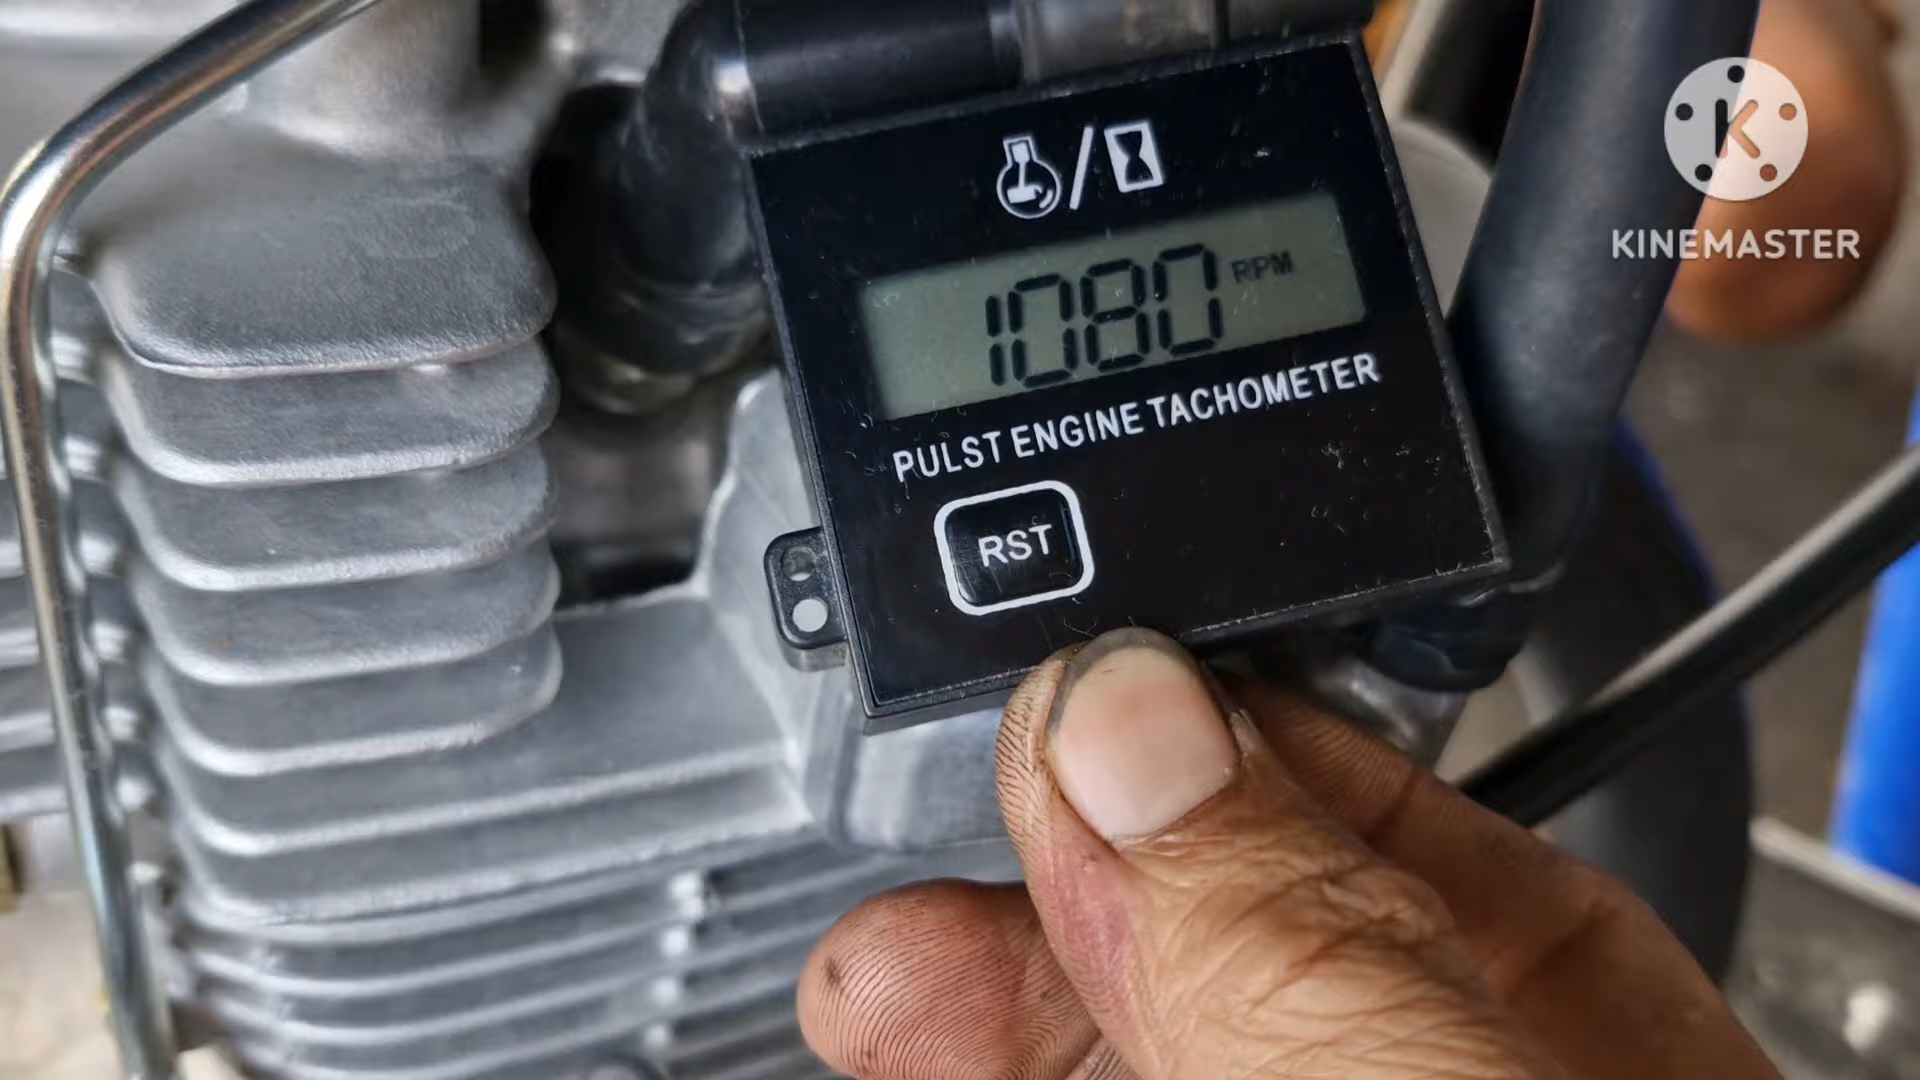 1080 RPM
PULST ENGINE TACHOMETER
RST
K
KINEMASTER